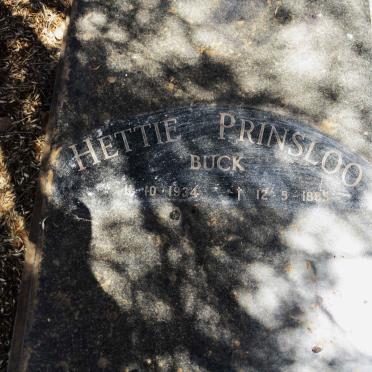 HETTIE PRINSLOO
BUCK
10·1934 † 12·5